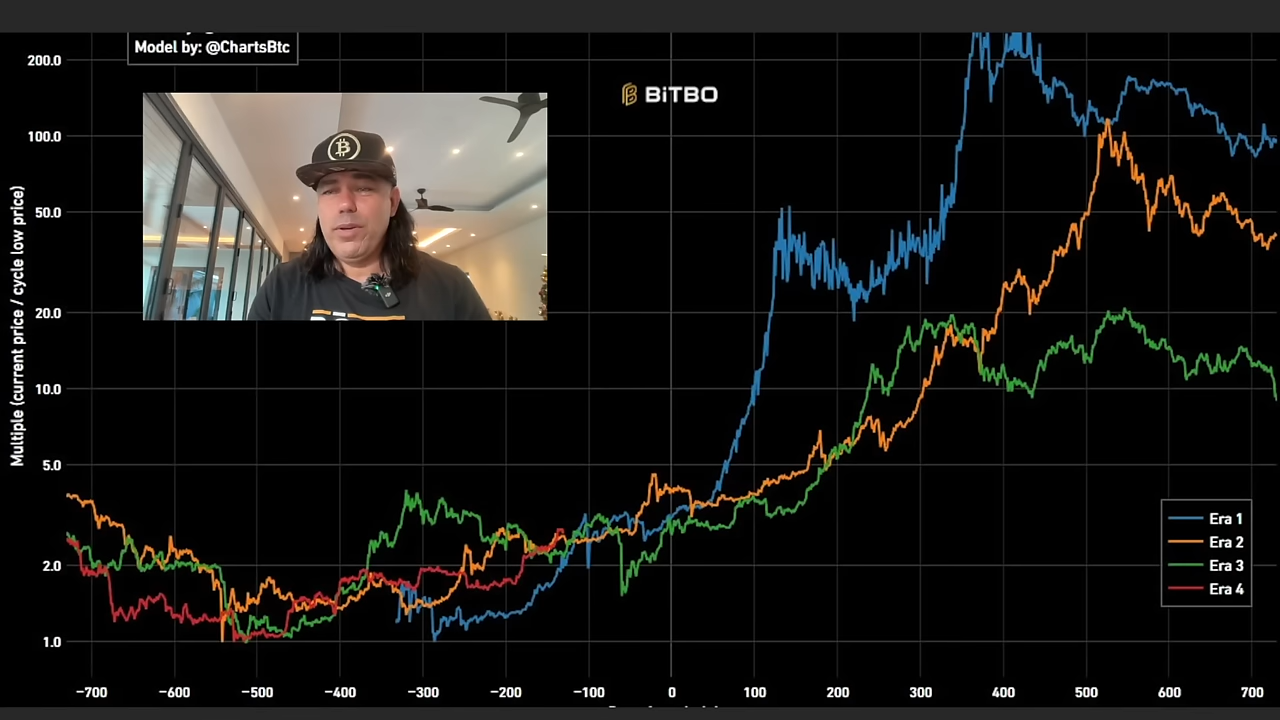 Model by: @ChartsBtc
BiTBO
Multiple (current price / cycle low price)
200.0
100.0
50.0
20.0
10.0
5.0
2.0
1.0
Era 1
Era 2
Era 3
Era 4
−700 −600 −500 −400 −300 −200 −100 0 100 200 300 400 500 600 700